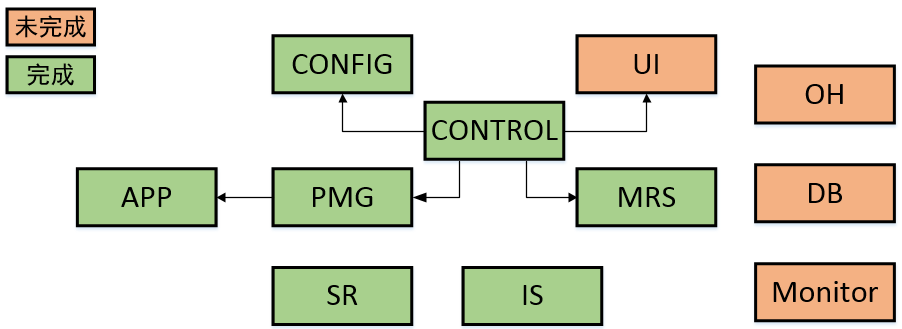 未完成
完成
CONFIG
UI
OH
CONTROL
APP
PMG
MRS
DB
SR
IS
Monitor